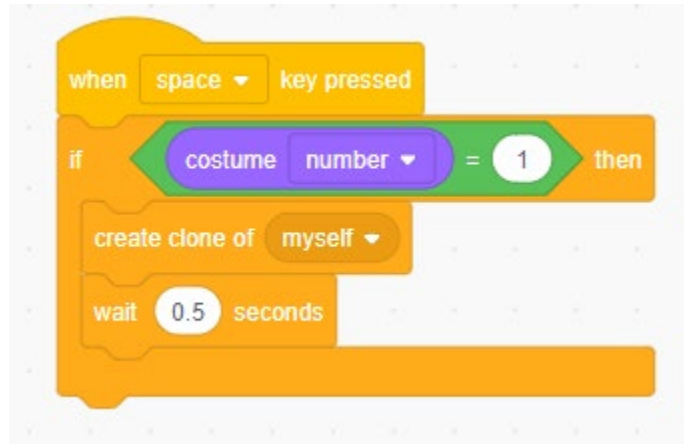 when space key pressed
if costume number = 1 then
create clone of myself
wait 0.5 seconds